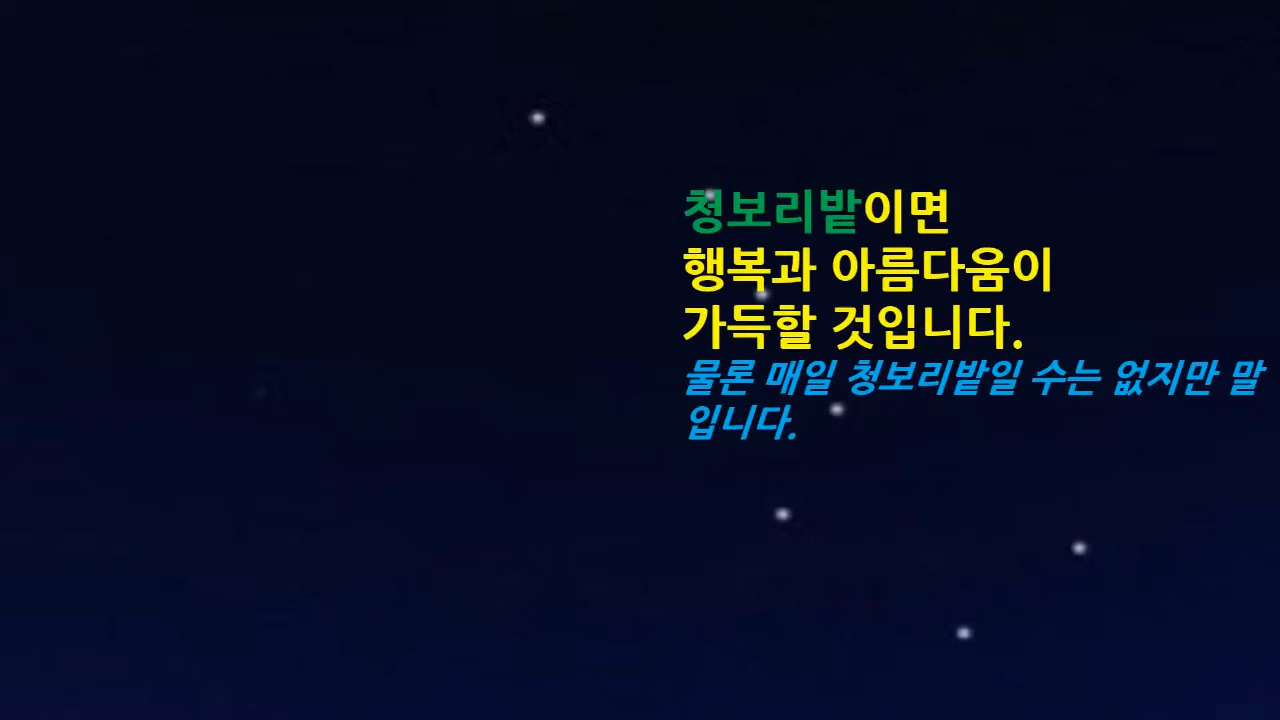 청보리밭이면
행복과 아름다움이
가득할 것입니다.
물론 매일 청보리밭일 수는 없지만 말
입니다.